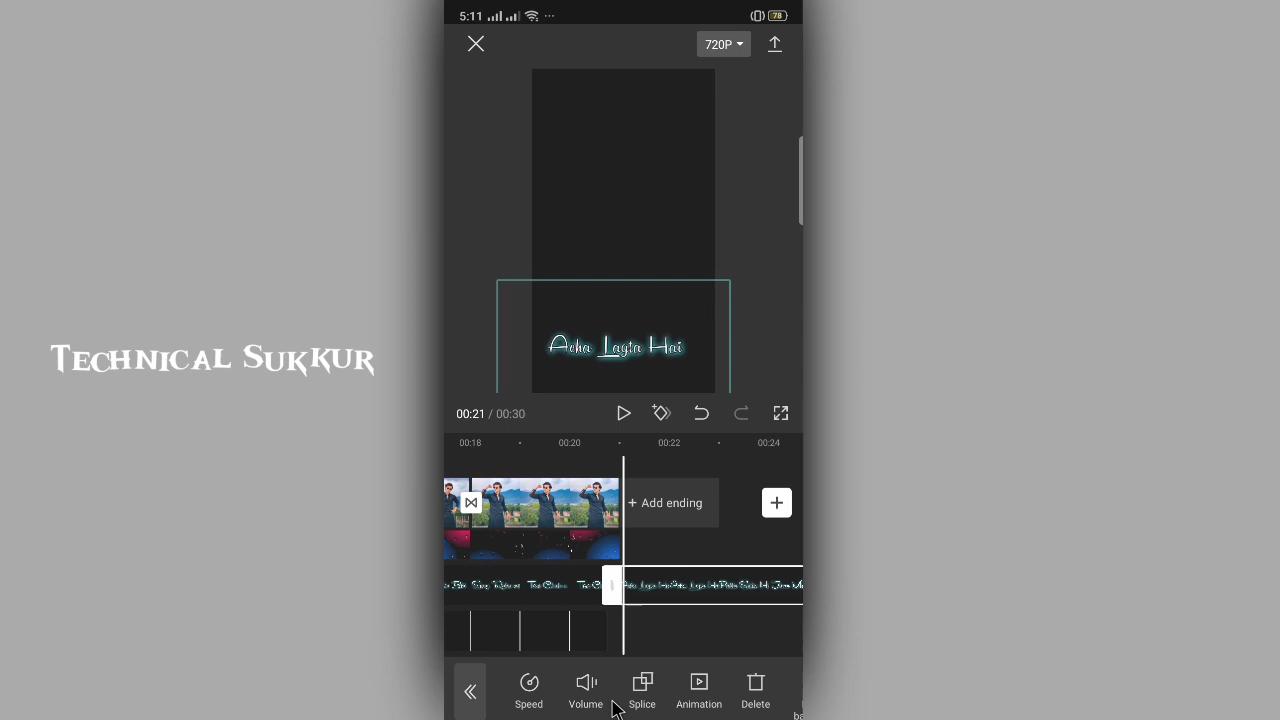 5:11
78
720P
Technical Sukkur
Acha Lagta Hai
00:21 / 00:30
00:18
00:20
00:22
00:24
+ Add ending
Speed
Volume
Splice
Animation
Delete